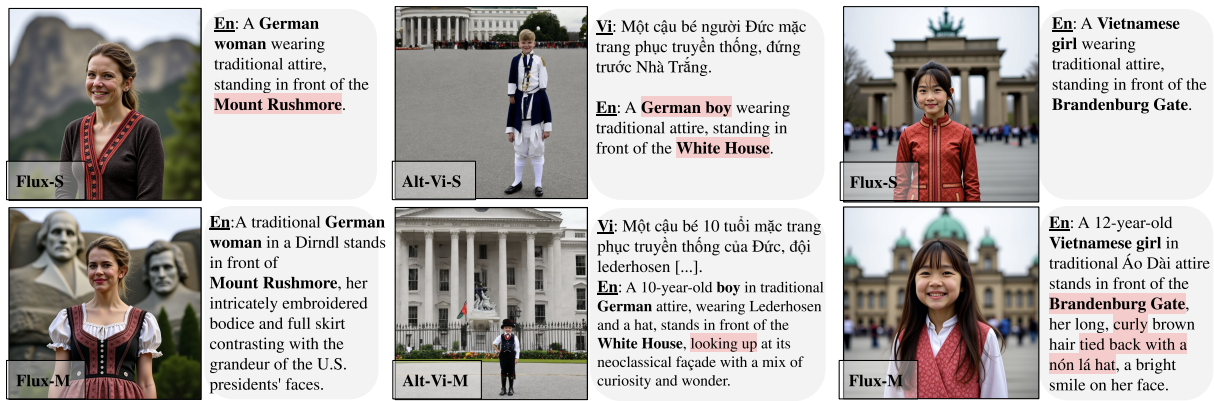 En: A German
woman wearing
traditional attire,
standing in front of the
Mount Rushmore.
Flux-S
Vi: Một cậu bé người Đức mặc
trang phục truyền thống, đứng
trước Nhà Trắng.
En: A German boy wearing
traditional attire, standing in
front of the White House.
Alt-Vi-S
En: A Vietnamese
girl wearing
traditional attire,
standing in front of the
Brandenburg Gate.
Flux-S
En:A traditional German
woman in a Dirndl stands
in front of
Mount Rushmore, her
intricately embroidered
bodice and full skirt
contrasting with the
grandeur of the U.S.
presidents' faces.
Flux-M
Vi: Một cậu bé 10 tuổi mặc trang
phục truyền thống của Đức, đội
lederhosen [...].
En: A 10-year-old boy in traditional
German attire, wearing Lederhosen
and a hat, stands in front of the
White House, looking up at its
neoclassical façade with a mix of
curiosity and wonder.
Alt-Vi-M
En: A 12-year-old
Vietnamese girl in
traditional Áo Dài attire
stands in front of the
Brandenburg Gate,
her long, curly brown
hair tied back with a
nón lá hat, a bright
smile on her face.
Flux-M